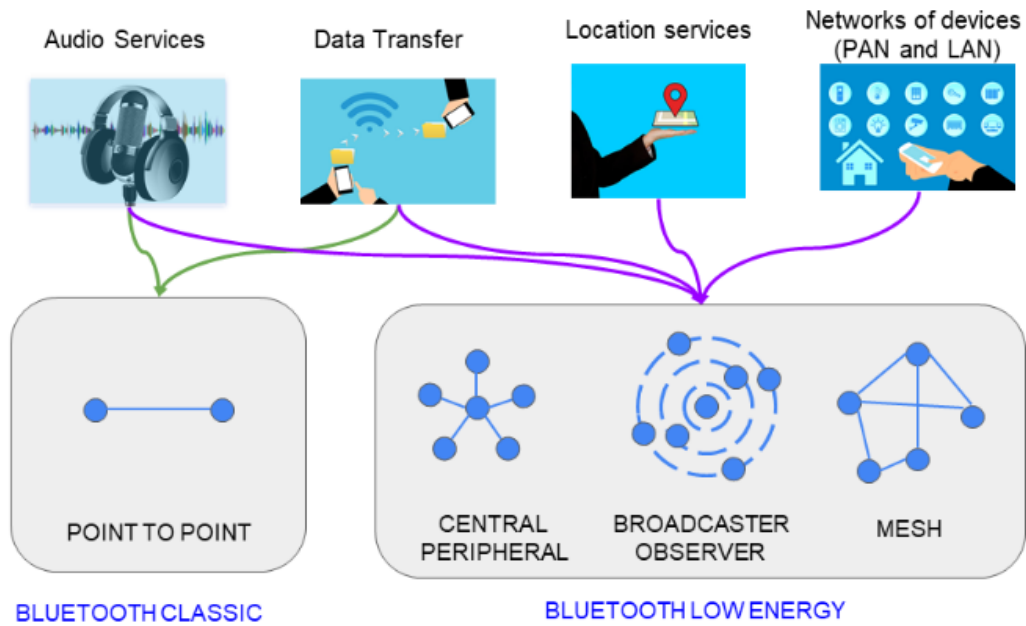 Audio Services
Data Transfer
Location services
Networks of devices
(PAN and LAN)
POINT TO POINT
CENTRAL
PERIPHERAL
BROADCASTER
OBSERVER
MESH
BLUETOOTH CLASSIC
BLUETOOTH LOW ENERGY